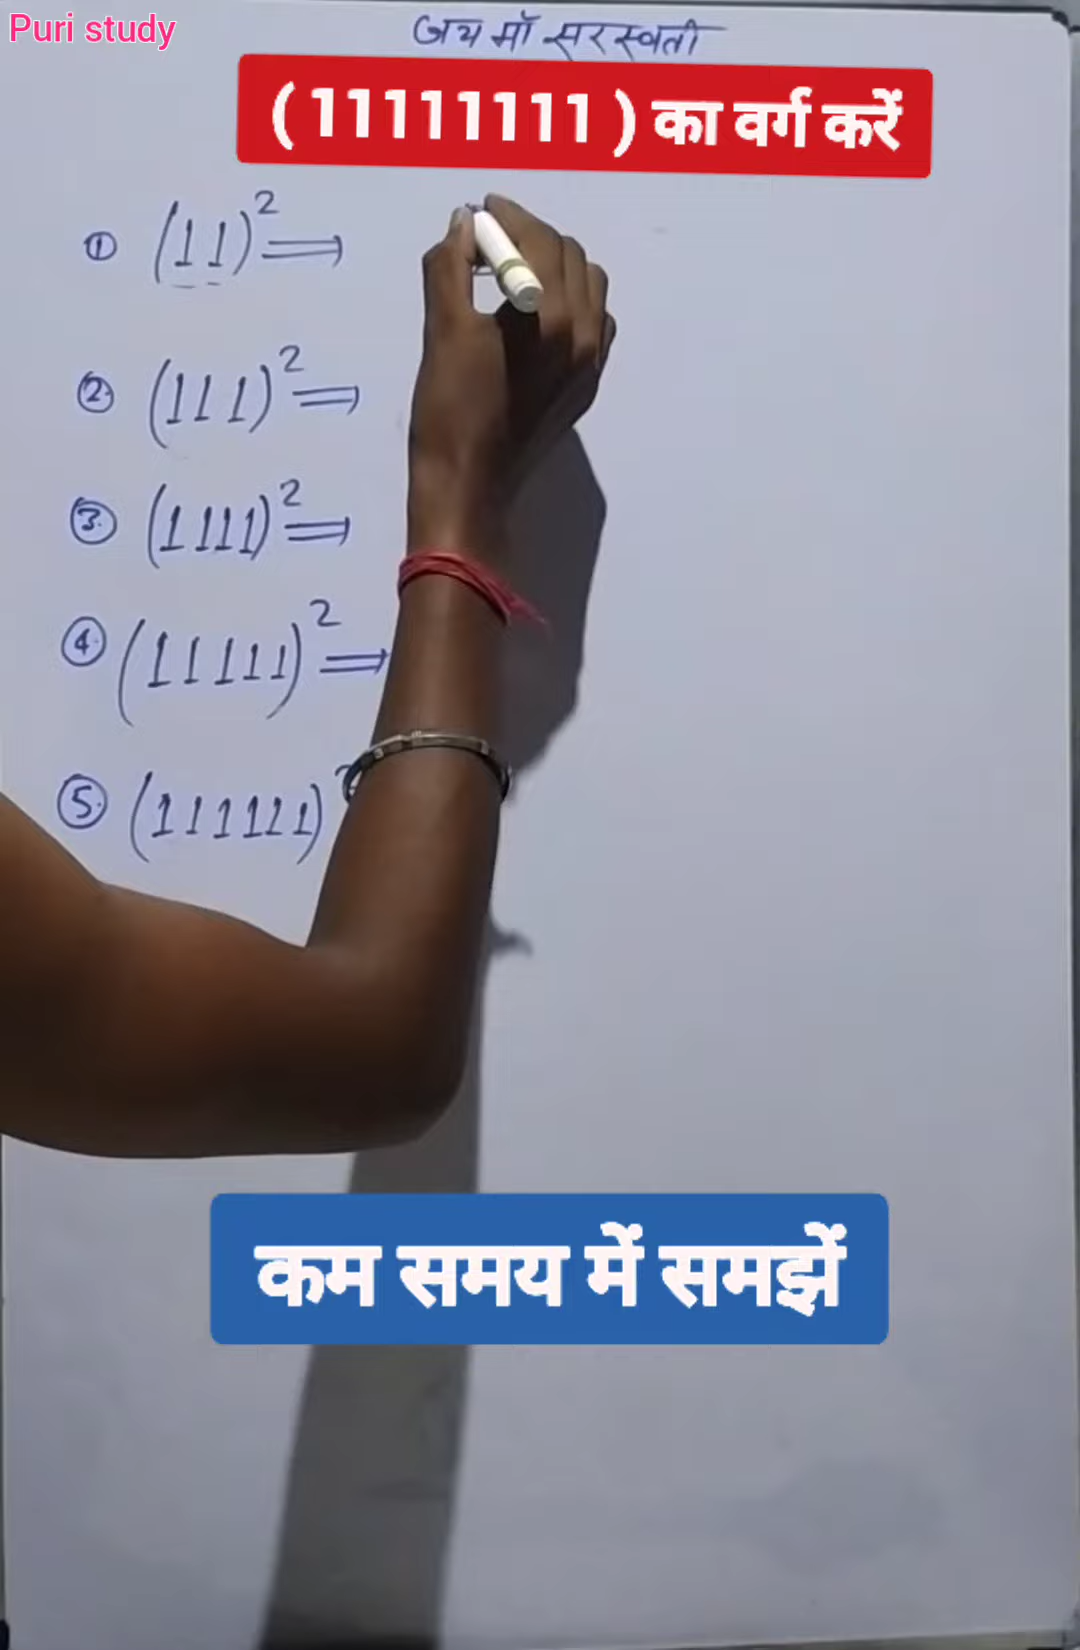 Puri study
जय माँ सरस्वती
( 11111111 ) का वर्ग करें
① (11)² ⟹
② (111)² ⟹
③ (1111)² ⟹
④ (11111)² ⟹
⑤ (111111)
कम समय में समझें